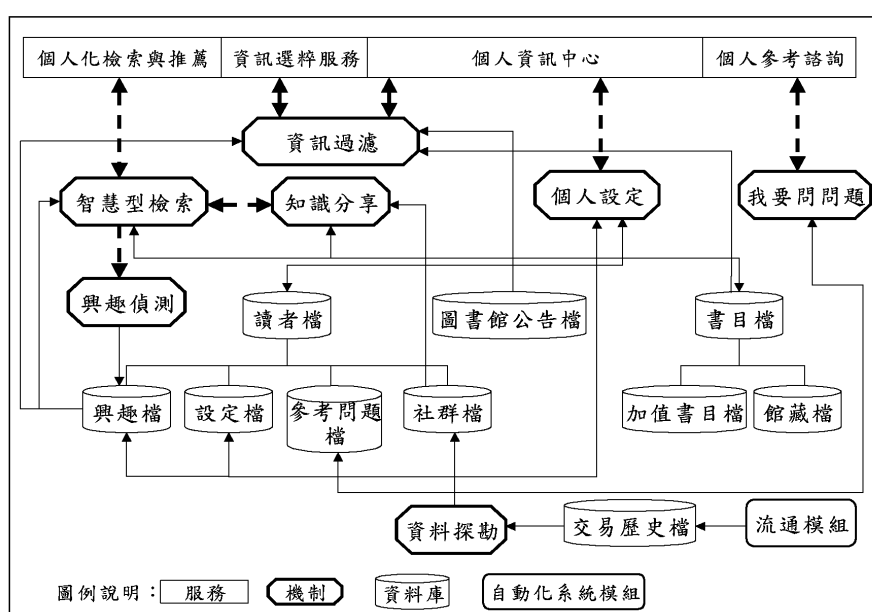 個人化檢索與推薦
資訊選粹服務
個人資訊中心
個人參考諮詢
資訊過濾
智慧型檢索
知識分享
個人設定
我要問問題
興趣偵測
讀者檔
圖書館公告檔
書目檔
興趣檔
設定檔
參考問題
檔
社群檔
加值書目檔
館藏檔
資料探勘
交易歷史檔
流通模組
圖例說明：
服務
機制
資料庫
自動化系統模組